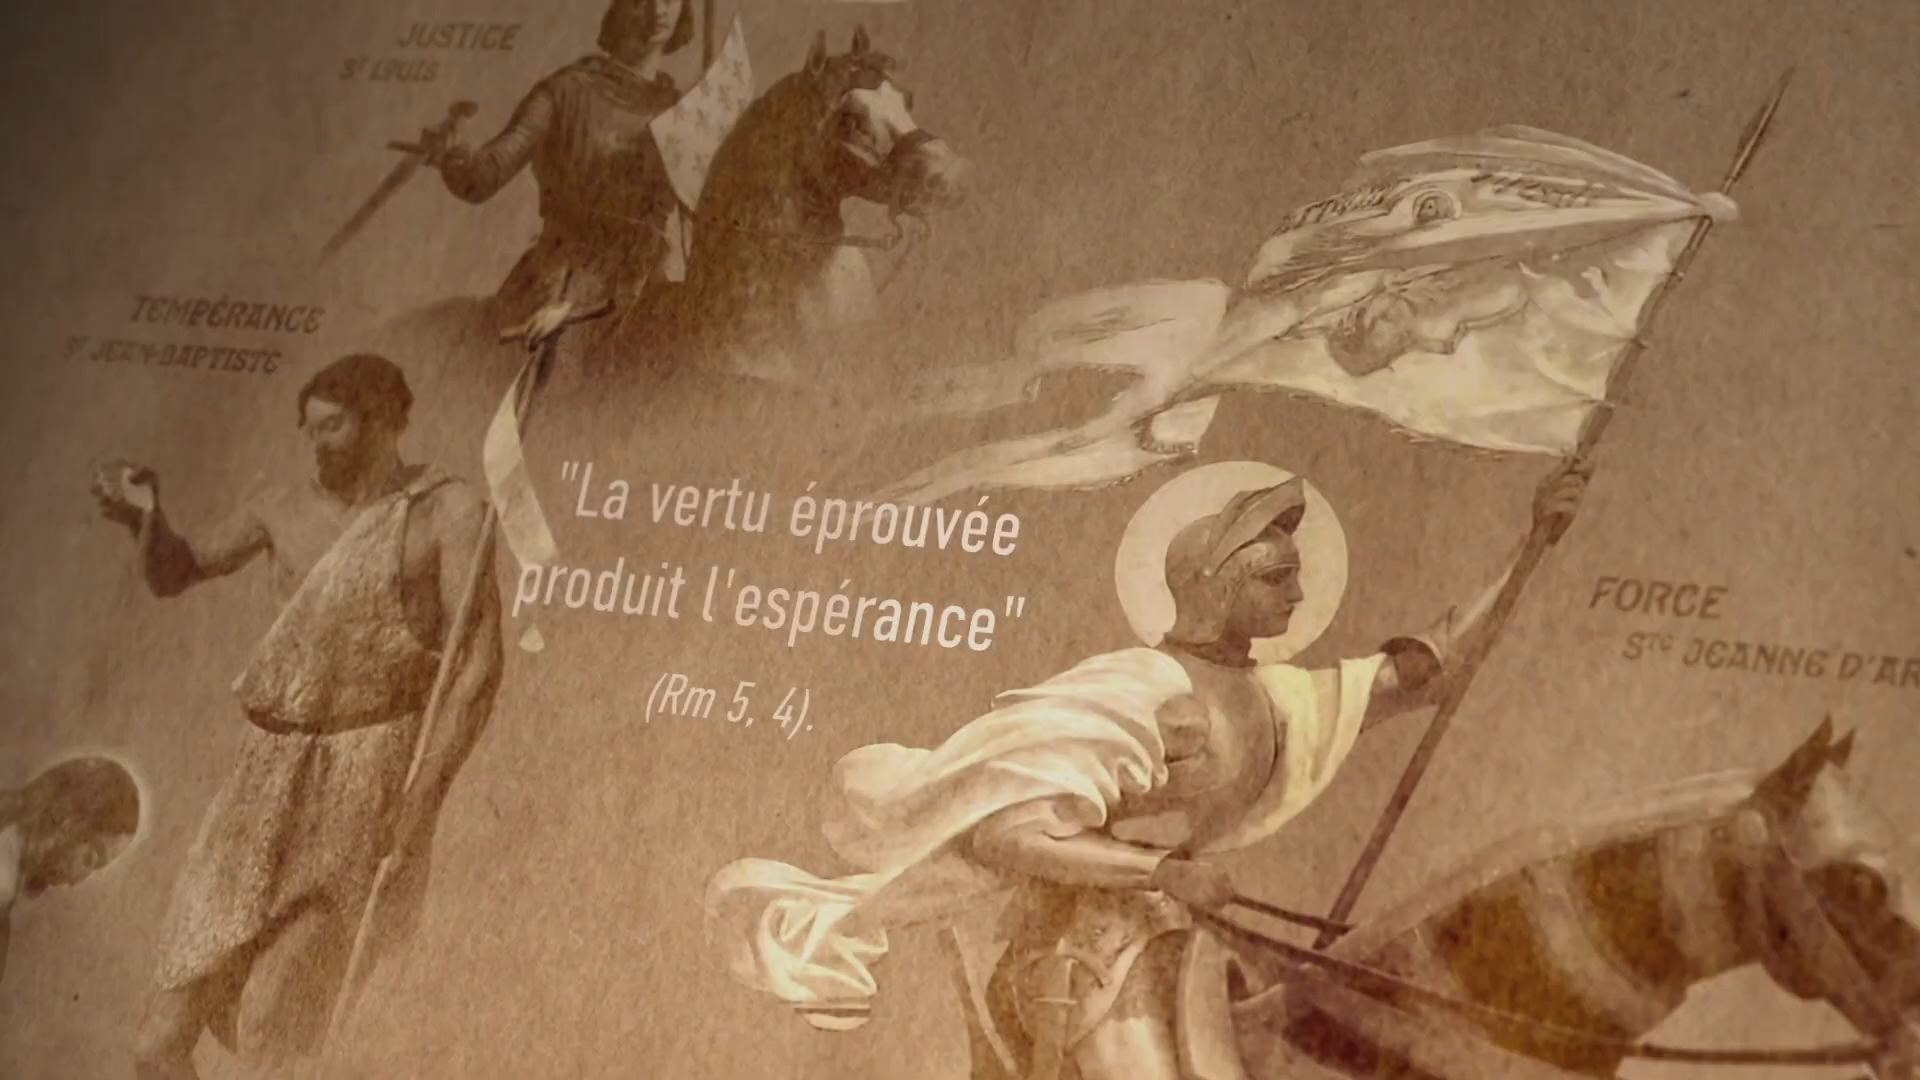 JUSTICE
ST LOUIS
TEMPÉRANCE
ST JEAN-BAPTISTE
"La vertu éprouvée
produit l'espérance"
(Rm 5, 4).
FORCE
STE JEANNE D'AR